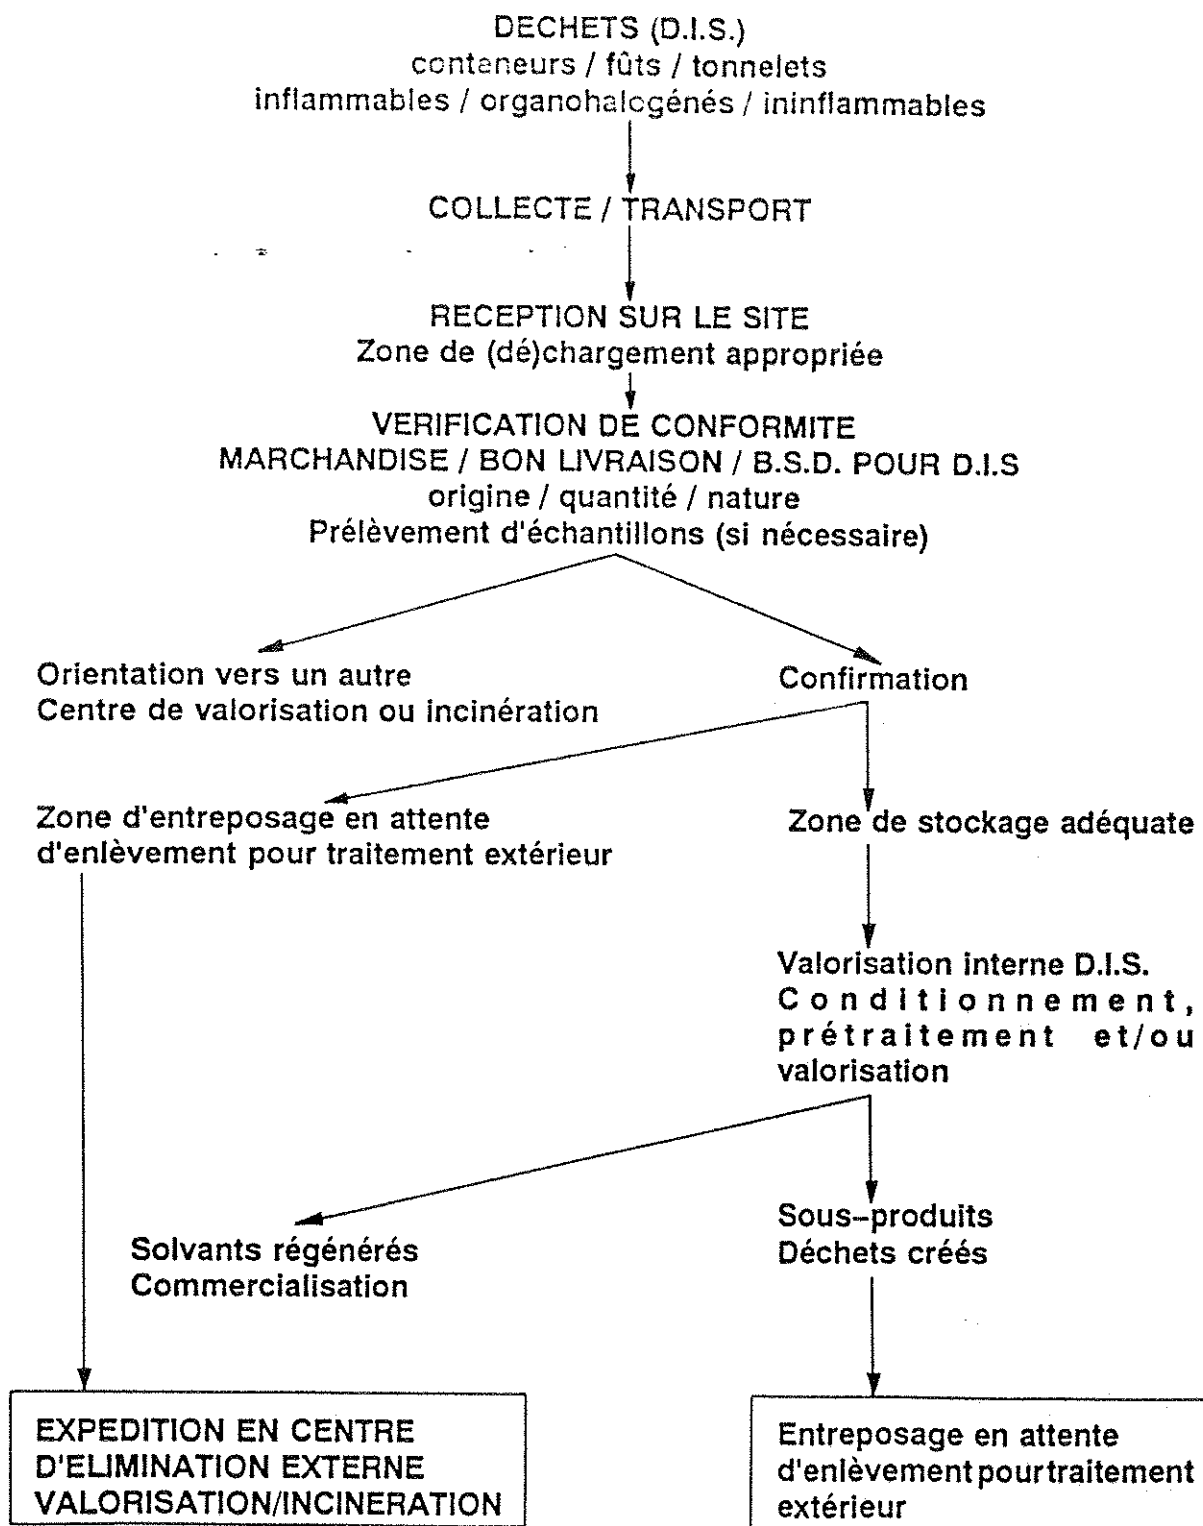 DECHETS (D.I.S.)
conteneurs / fûts / tonnelets
inflammables / organohalogénés / ininflammables
COLLECTE / TRANSPORT
RECEPTION SUR LE SITE
Zone de (dé)chargement appropriée
VERIFICATION DE CONFORMITE
MARCHANDISE / BON LIVRAISON / B.S.D. POUR D.I.S
origine / quantité / nature
Prélèvement d'échantillons (si nécessaire)
Orientation vers un autre
Centre de valorisation ou incinération
Confirmation
Zone d'entreposage en attente
d'enlèvement pour traitement extérieur
Zone de stockage adéquate
Valorisation interne D.I.S.
Conditionnement,
prétraitement et/ou
valorisation
Solvants régénérés
Commercialisation
Sous-produits
Déchets créés
EXPEDITION EN CENTRE
D'ELIMINATION EXTERNE
VALORISATION/INCINERATION
Entreposage en attente
d'enlèvement pour traitement
extérieur